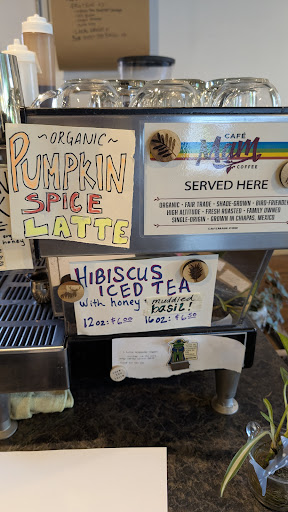 ~ORGANIC~
PUMPKIN
SPICE
LATTE
CAFÉ
Mam
COFFEE
SERVED HERE
ORGANIC • FAIR TRADE • SHADE-GROWN • BIRD-FRIENDLY
HIGH ALTITUDE • FRESH ROASTED • FAMILY OWNED
SINGLE-ORIGIN • GROWN IN CHIAPAS, MEXICO
HIBISCUS
ICED TEA
with honey + muddled
basil!
12oz: $6.00 16oz: $6.50